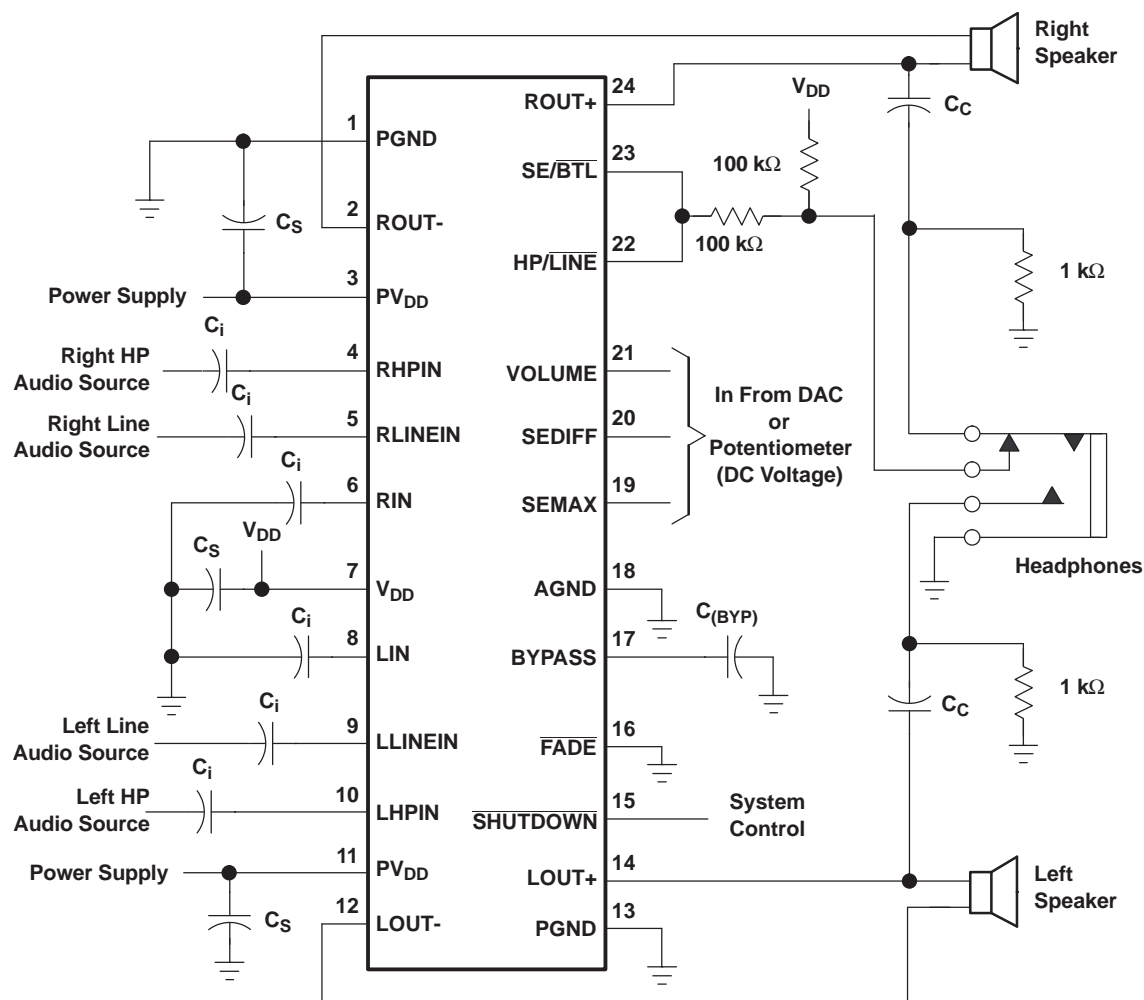 Right
Speaker
24
ROUT+
V_DD
C_C
1
PGND
23
SE/BTL
100 kΩ
2
ROUT-
C_S
22
HP/LINE
100 kΩ
1 kΩ
3
Power Supply
PV_DD
C_i
Right HP
Audio Source
4
RHPIN
21
VOLUME
C_i
Right Line
Audio Source
5
RLINEIN
20
SEDIFF
In From DAC
or
Potentiometer
(DC Voltage)
C_i
6
RIN
19
SEMAX
V_DD
C_S
7
V_DD
18
AGND
Headphones
C_i
8
LIN
17
BYPASS
C_(BYP)
1 kΩ
C_C
C_i
Left Line
Audio Source
9
LLINEIN
16
FADE
C_i
Left HP
Audio Source
10
LHPIN
15
SHUTDOWN
System
Control
11
Power Supply
PV_DD
14
LOUT+
Left
Speaker
C_S
12
LOUT-
13
PGND